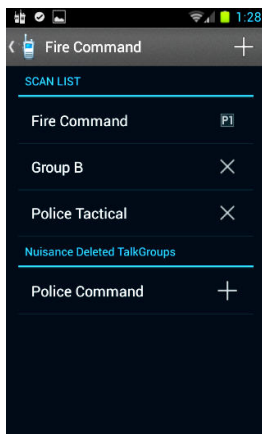 1:28
Fire Command
SCAN LIST
Fire Command P1
Group B
Police Tactical
Nuisance Deleted TalkGroups
Police Command